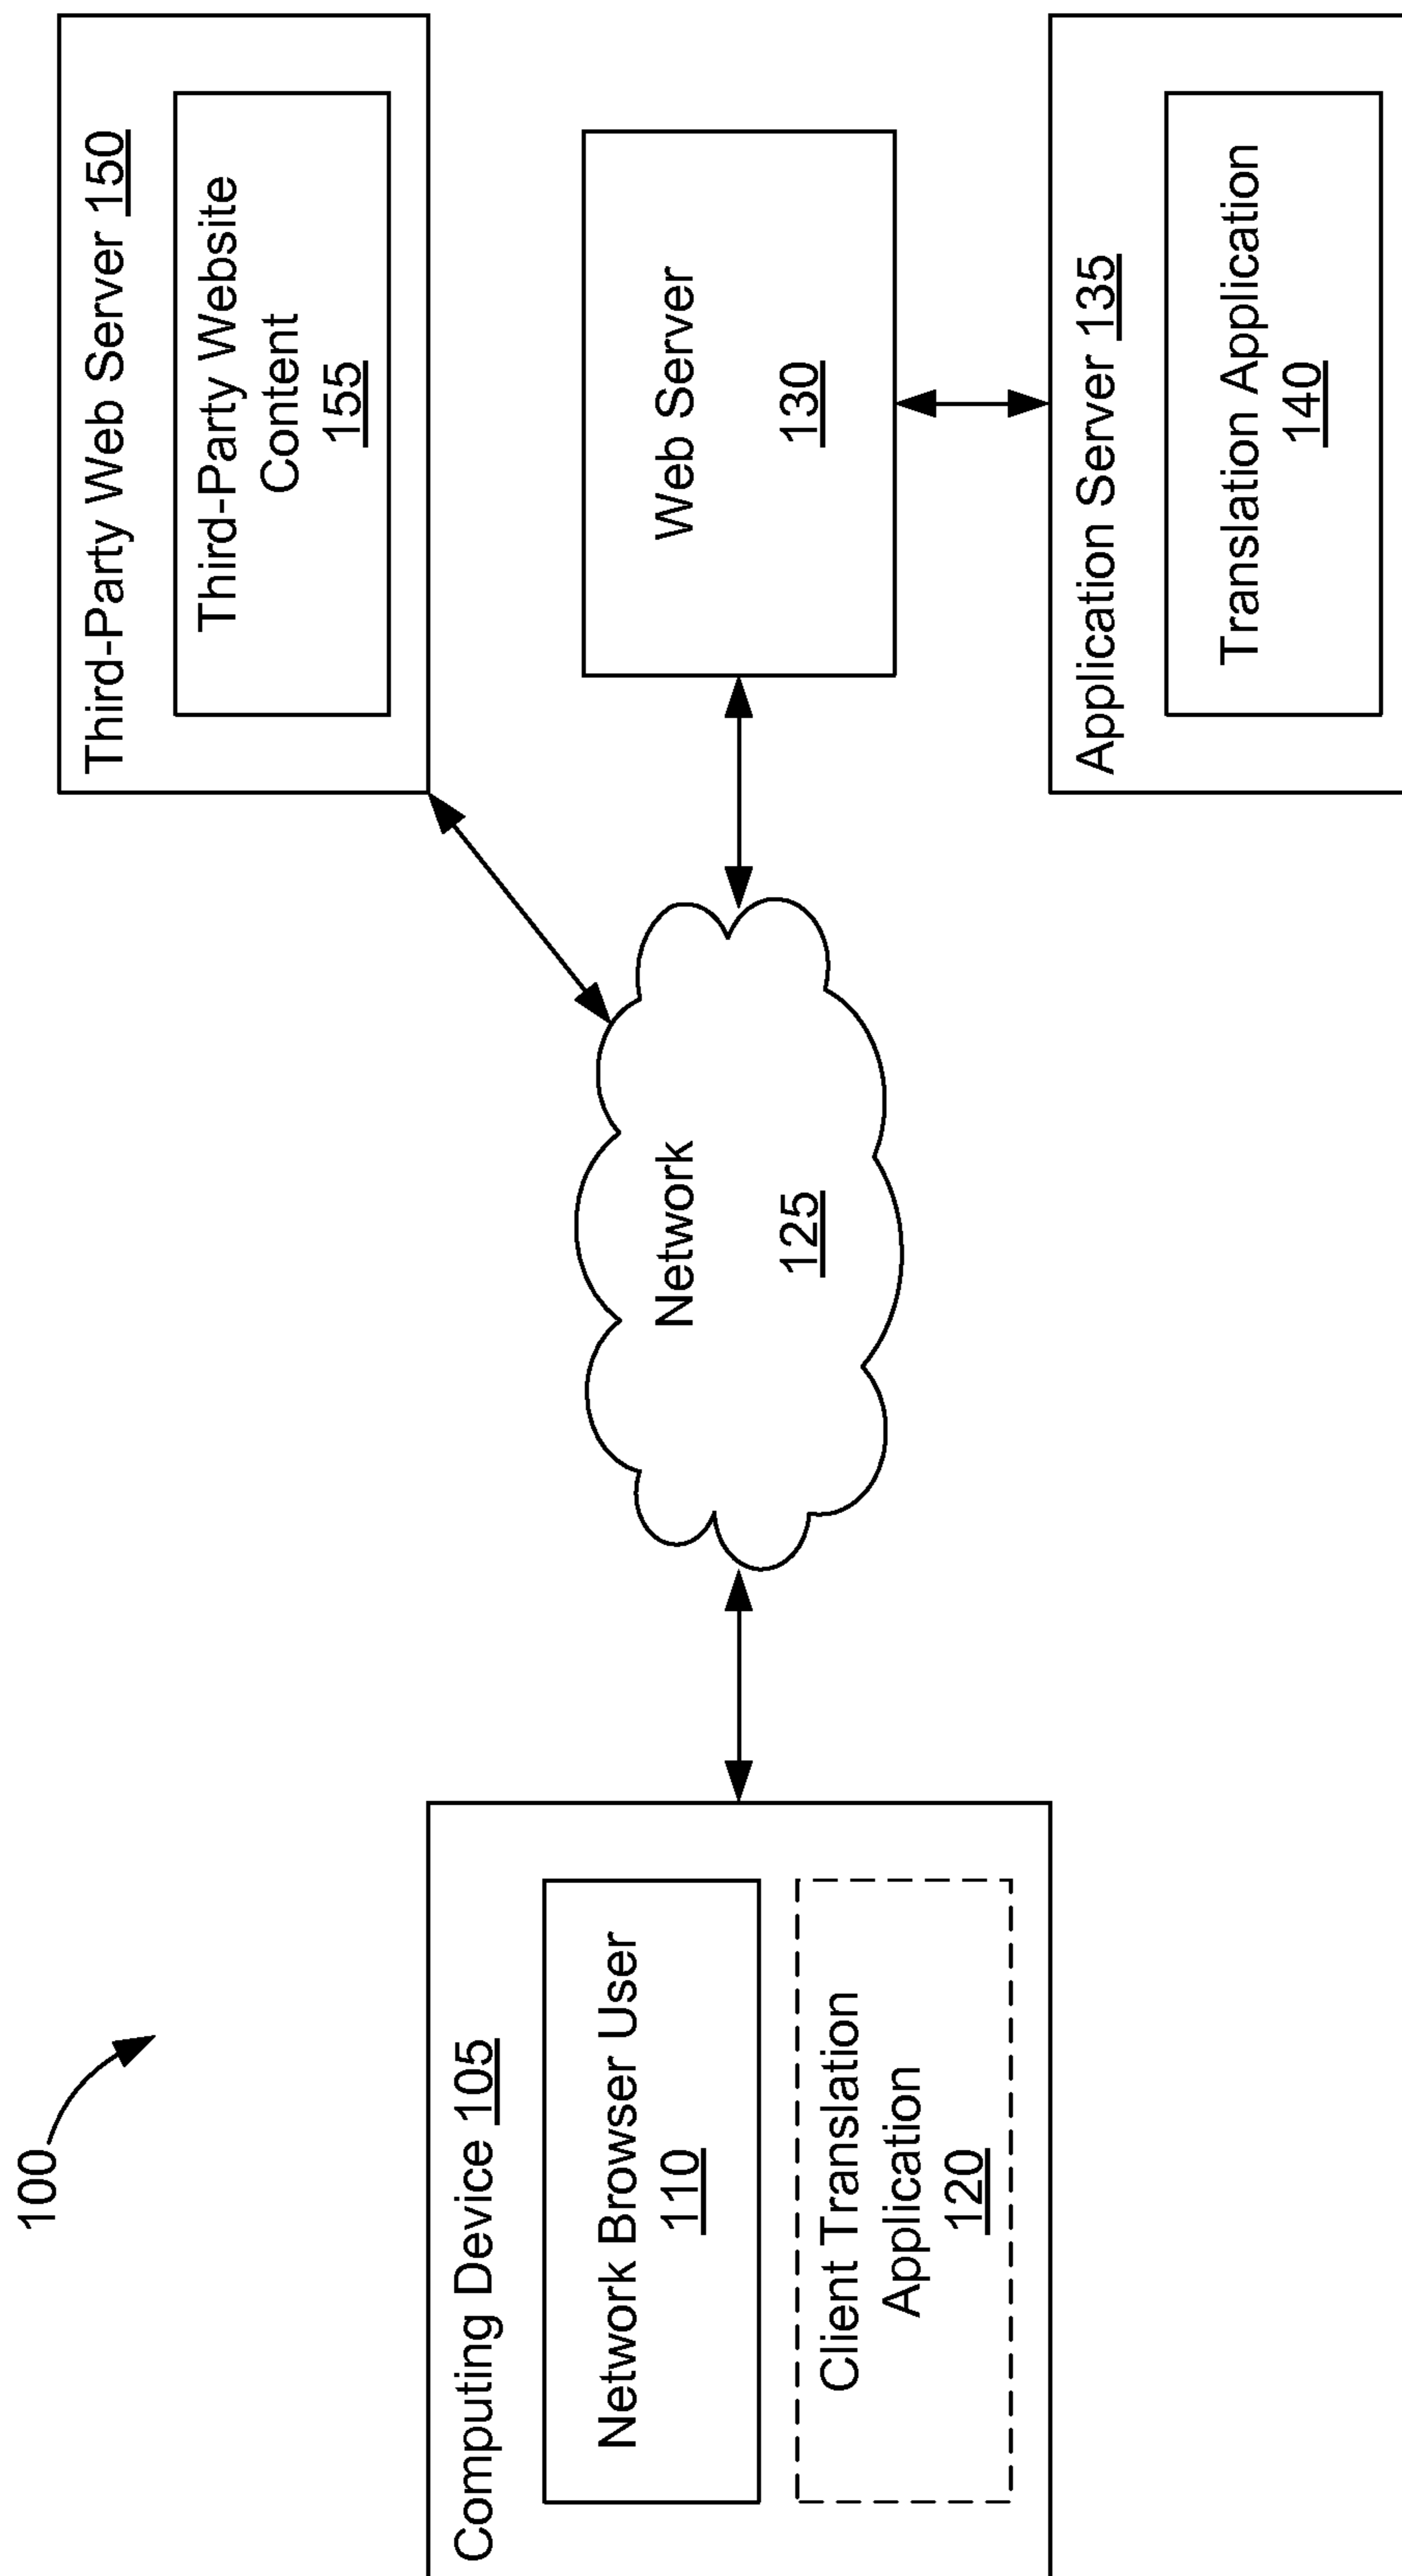 100
Computing Device 105
Network Browser User
110
Client Translation
Application
120
Network
125
Third-Party Web Server 150
Third-Party Website
Content
155
Web Server
130
Application Server 135
Translation Application
140